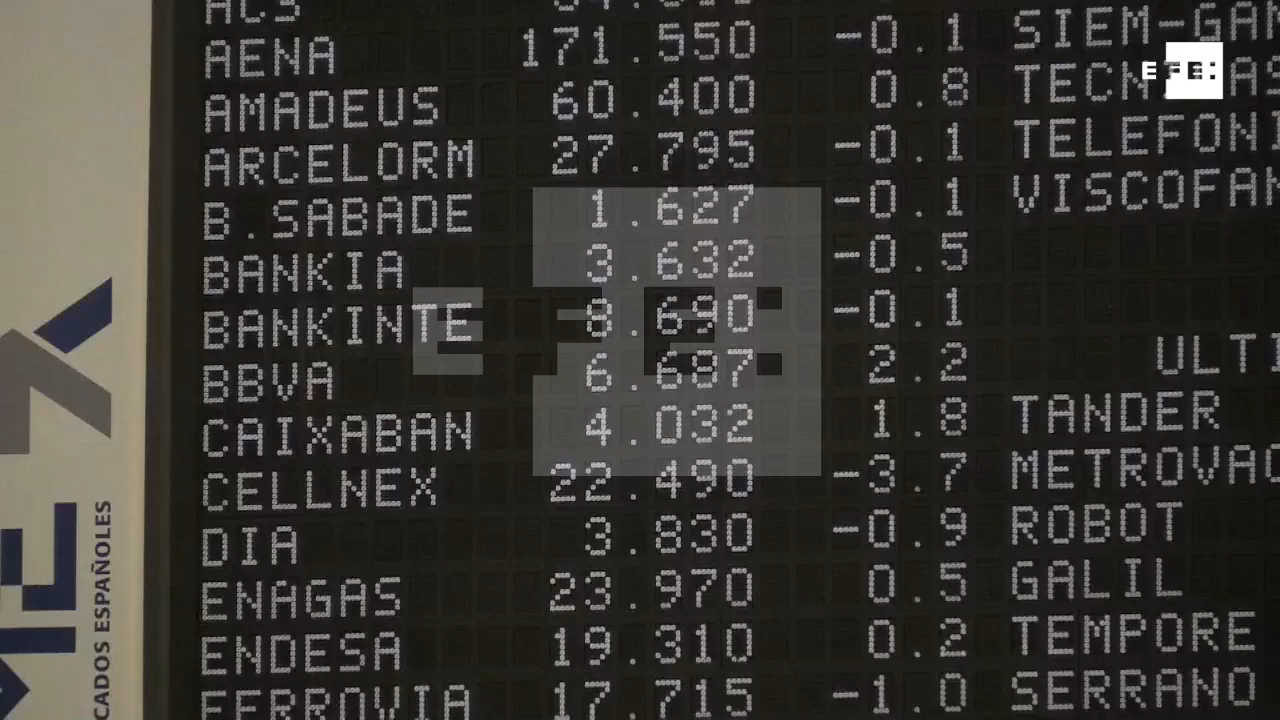 ACS
AENA 171.550 -0.1 SIEM-GAM
AMADEUS 60.400 0.8
ARCELORM 27.795 -0.1 TELEFONI
B.SABADE 1.627 -0.1 VISCOFAN
BANKIA 3.632 -0.5
BANKINTE 8.690 -0.1
BBVA 6.687 2.2 ULTI
CAIXABAN 4.032 1.8 TANDER
CELLNEX 22.490 -3.7 METROVAC
DIA 3.830 -0.9 ROBOT
ENAGAS 23.970 0.5 GALIL
ENDESA 19.310 0.2 TEMPORE
FERROVIA 17.715 -1.0 SERRANO
EFE:
EFE:
CADOS ESPAÑOLES